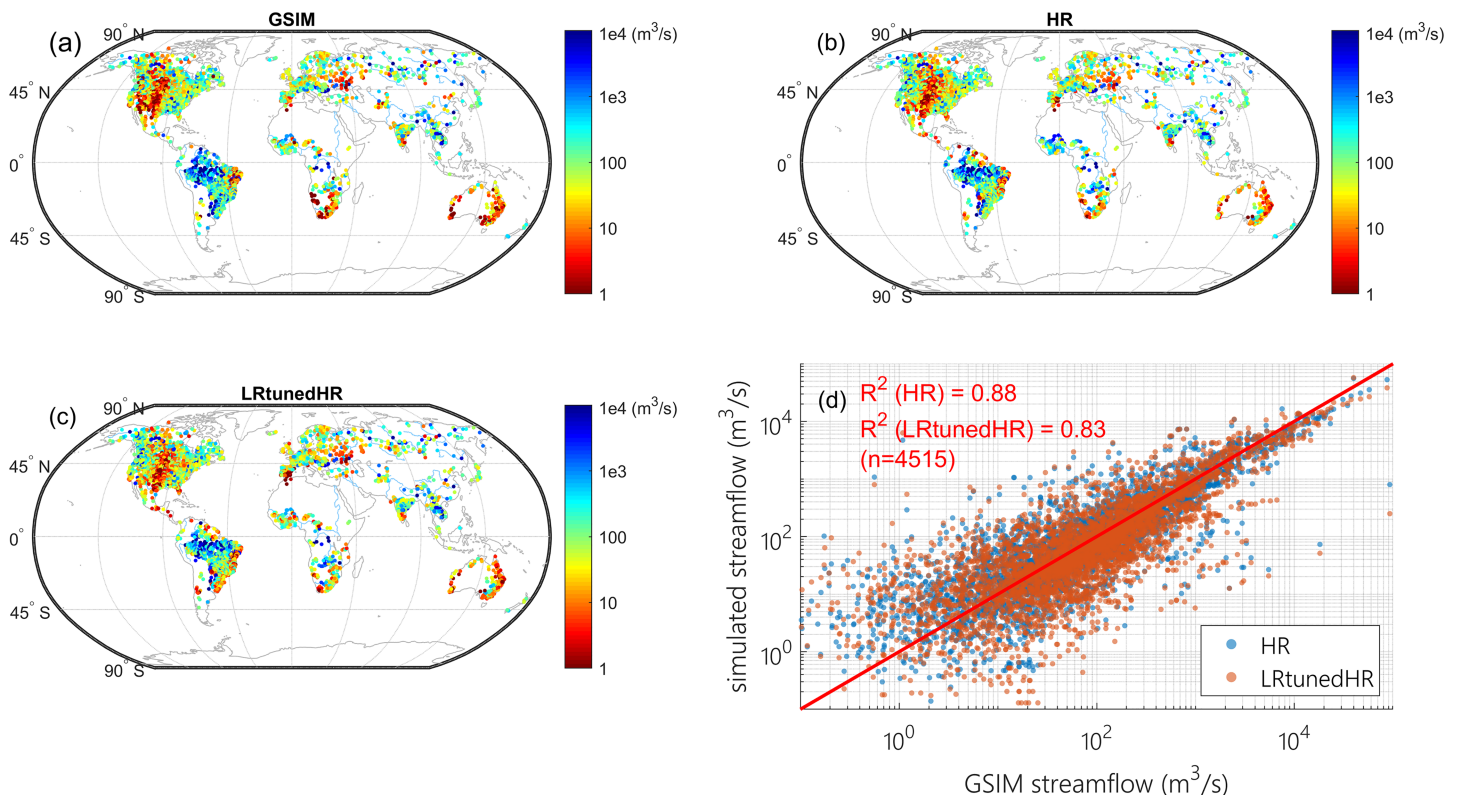 GSIM
(a)
90° N
45° N
0°
45° S
90° S
1e4 (m³/s)
1e3
100
10
1
HR
(b)
90° N
45° N
0°
45° S
90° S
1e4 (m³/s)
1e3
100
10
1
LRtunedHR
(c)
90° N
45° N
0°
45° S
90° S
1e4 (m³/s)
1e3
100
10
1
(d)
R² (HR) = 0.88
R² (LRtunedHR) = 0.83
(n=4515)
simulated streamflow (m³/s)
10⁴
10²
10⁰
HR
LRtunedHR
10⁰
10²
10⁴
GSIM streamflow (m³/s)